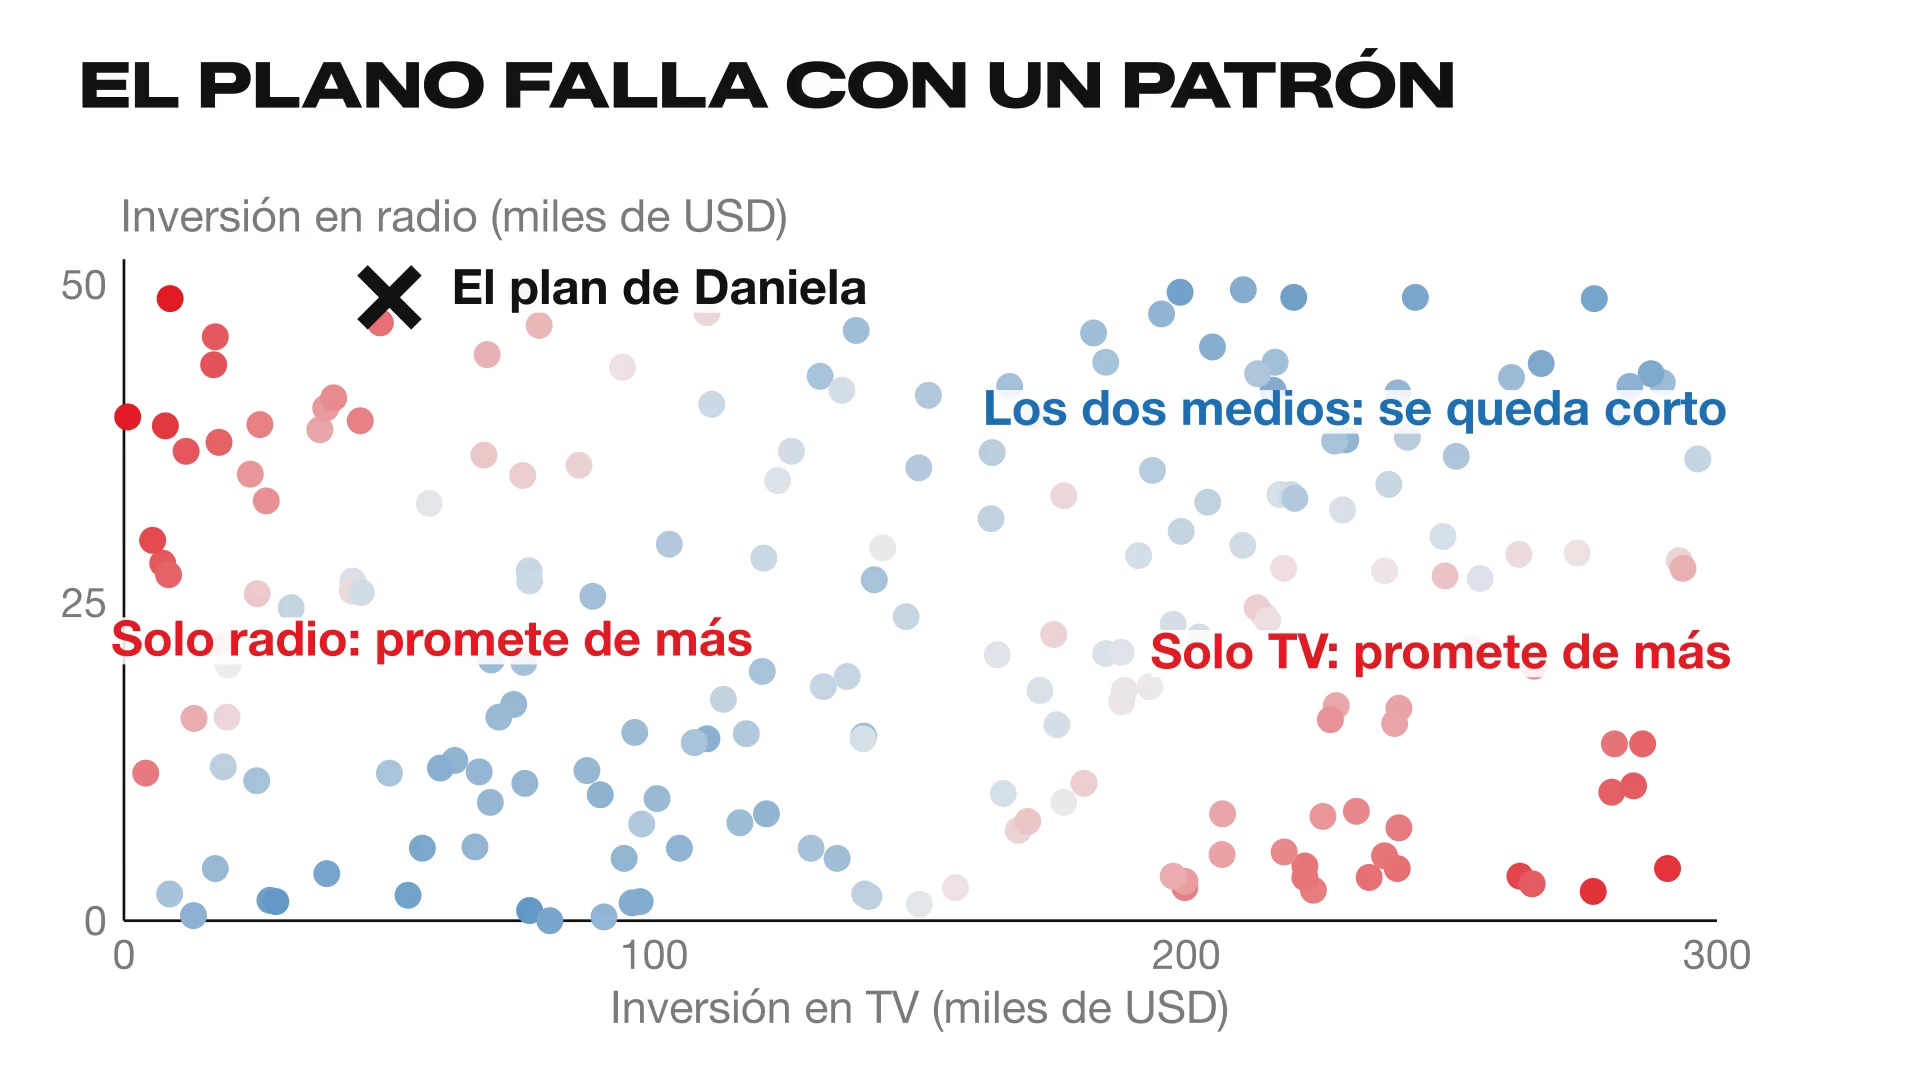 EL PLANO FALLA CON UN PATRÓN
Inversión en radio (miles de USD)
50
El plan de Daniela
Los dos medios: se queda corto
25
Solo radio: promete de más
Solo TV: promete de más
0
0 100 200 300
Inversión en TV (miles de USD)